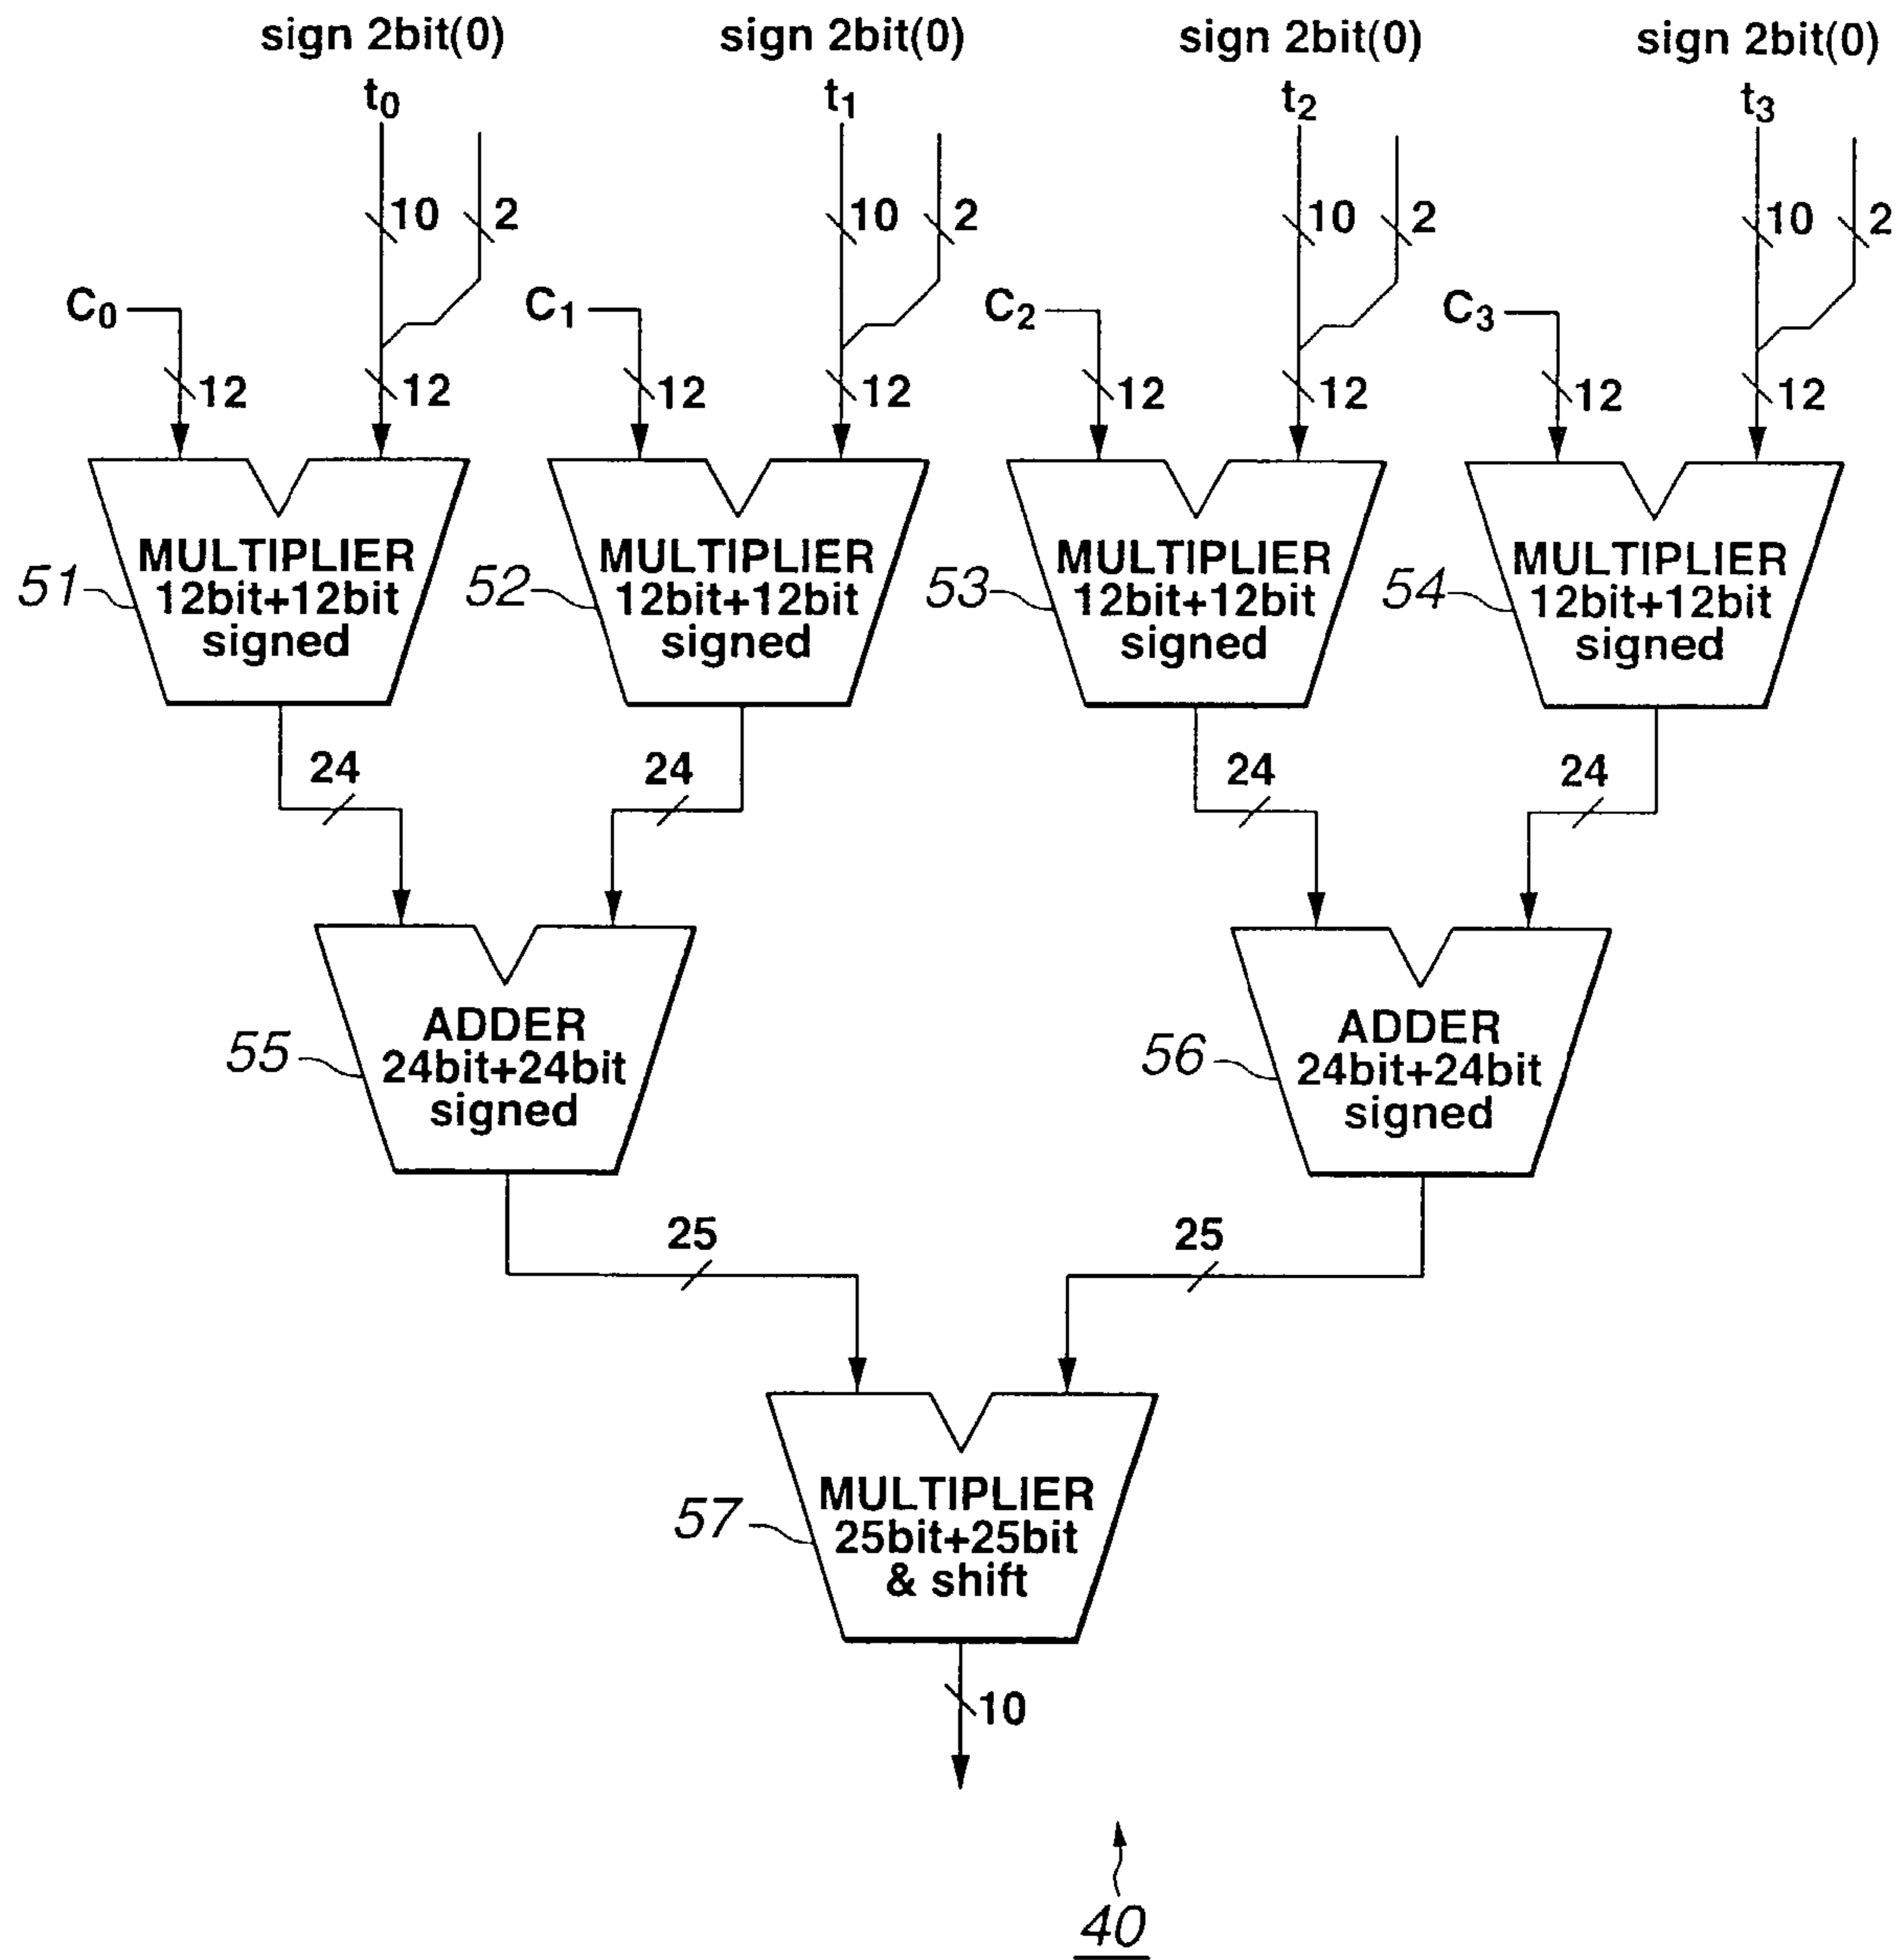 sign 2bit(0) sign 2bit(0) sign 2bit(0) sign 2bit(0)
t0 t1 t2 t3
10 2 10 2 10 2 10 2
C0 C1 C2 C3
12 12 12 12 12 12 12 12
51 MULTIPLIER
12bit+12bit
signed
52 MULTIPLIER
12bit+12bit
signed
53 MULTIPLIER
12bit+12bit
signed
54 MULTIPLIER
12bit+12bit
signed
24 24 24 24
55 ADDER
24bit+24bit
signed
56 ADDER
24bit+24bit
signed
25 25
57 MULTIPLIER
25bit+25bit
& shift
10
40